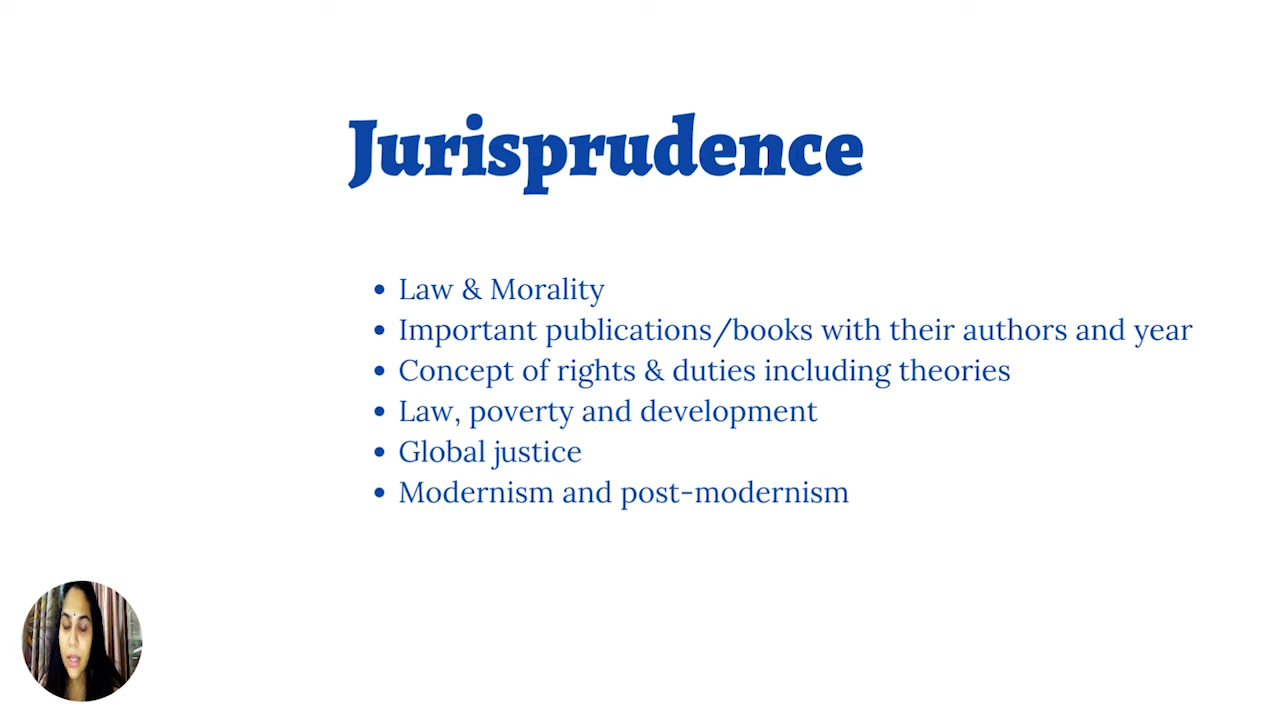 Jurisprudence
• Law & Morality
• Important publications/books with their authors and year
• Concept of rights & duties including theories
• Law, poverty and development
• Global justice
• Modernism and post-modernism